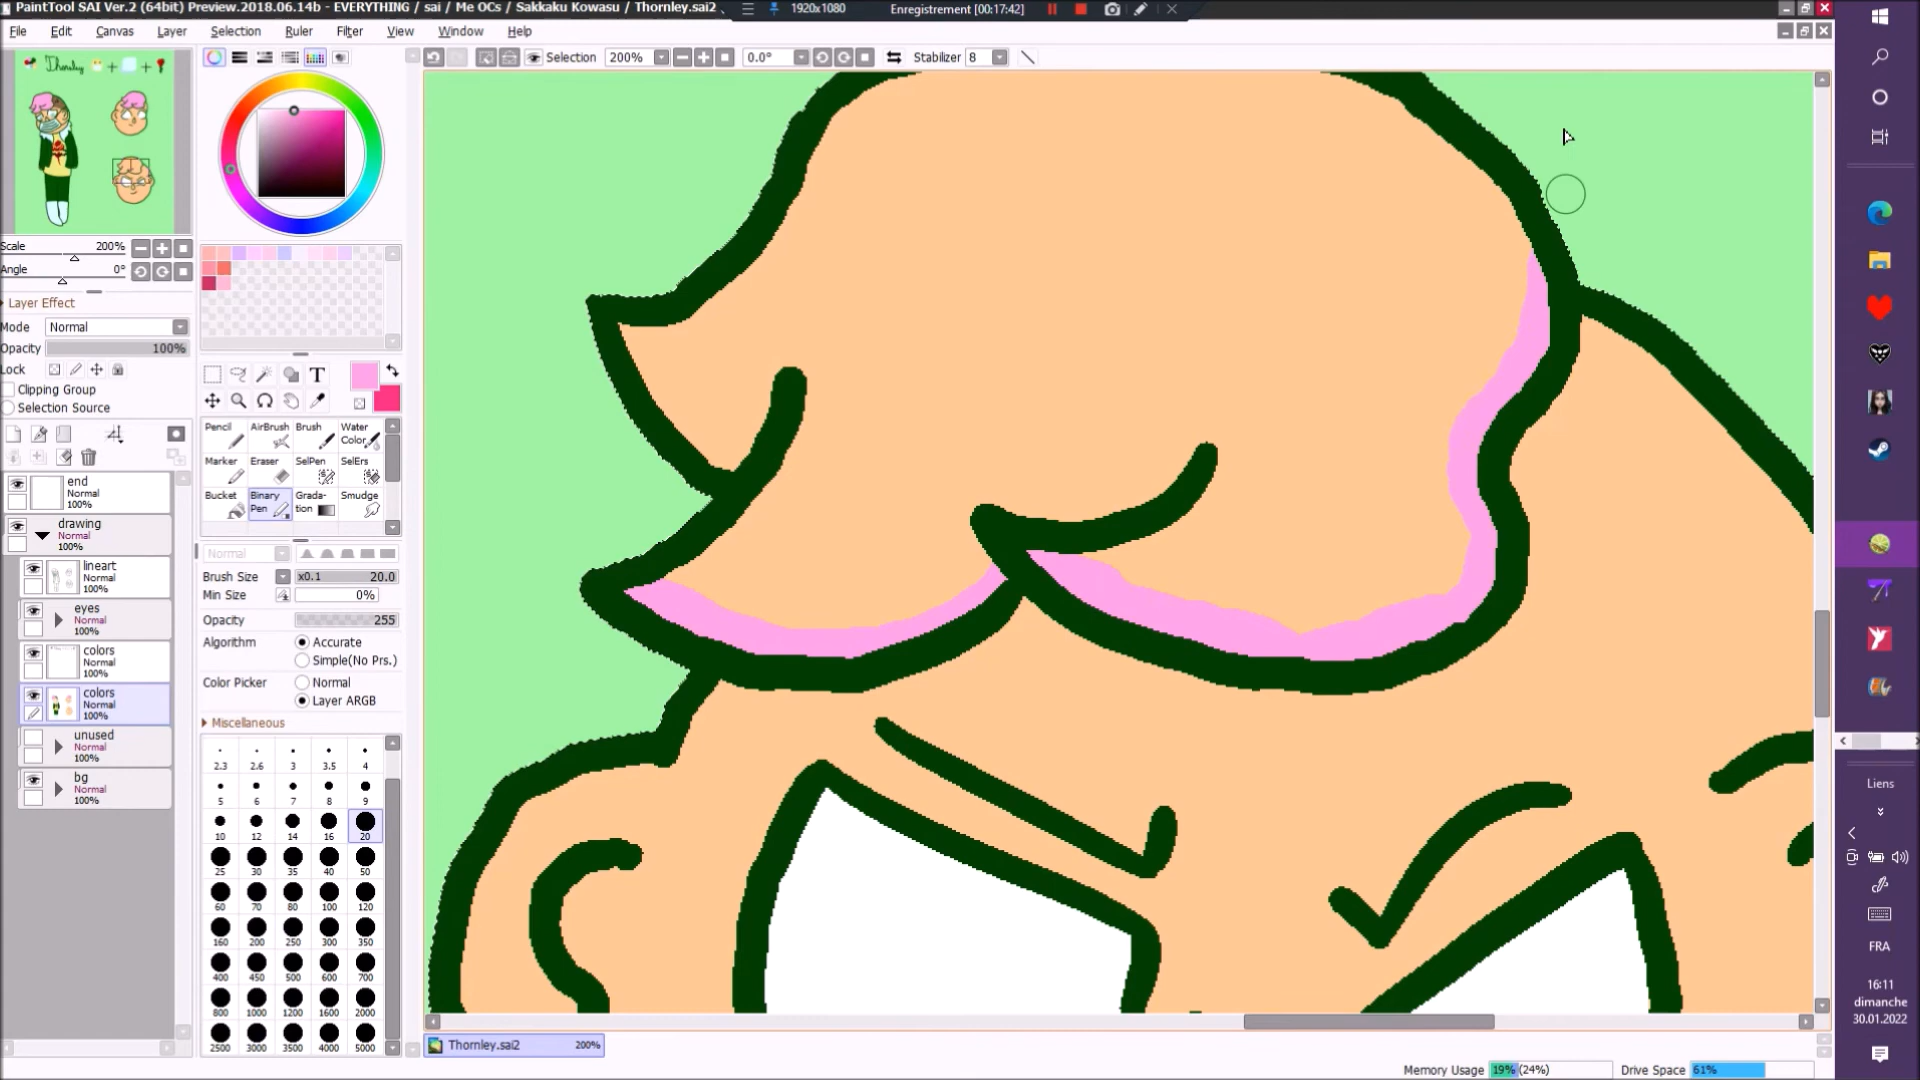 PaintTool SAI Ver.2 (64bit) Preview.2018.06.14b - EVERYTHING / sai / Me OCs / Sakkaku Kowasu / Thornley.sai2
1920x1080
Enregistrement [00:17:42]
File Edit Canvas Layer Selection Ruler Filter View Window Help
Selection 200% 0.0° Stabilizer 8
Thornley + +
Scale 200%
Angle 0°
Layer Effect
Mode Normal
Opacity 100%
Lock
Clipping Group
Selection Source
end
Normal
100%
drawing
Normal
100%
lineart
Normal
100%
eyes
Normal
100%
colors
Normal
100%
colors
Normal
100%
unused
Normal
100%
bg
Normal
100%
T
Pencil AirBrush Brush Water Color
Marker Eraser SelPen SelErs
Bucket Binary Pen Grada-tion Smudge
Normal
Brush Size x0.1 20.0
Min Size 0%
Opacity 255
Algorithm Accurate
Simple(No Prs.)
Color Picker Normal
Layer ARGB
Miscellaneous
2.3 2.6 3 3.5 4
5 6 7 8 9
10 12 14 16 20
25 30 35 40 50
60 70 80 100 120
160 200 250 300 350
400 450 500 600 700
800 1000 1200 1600 2000
2500 3000 3500 4000 5000
Thornley.sai2 200%
Memory Usage 19% (24%) Drive Space 61%
Liens
FRA
16:11
dimanche
30.01.2022